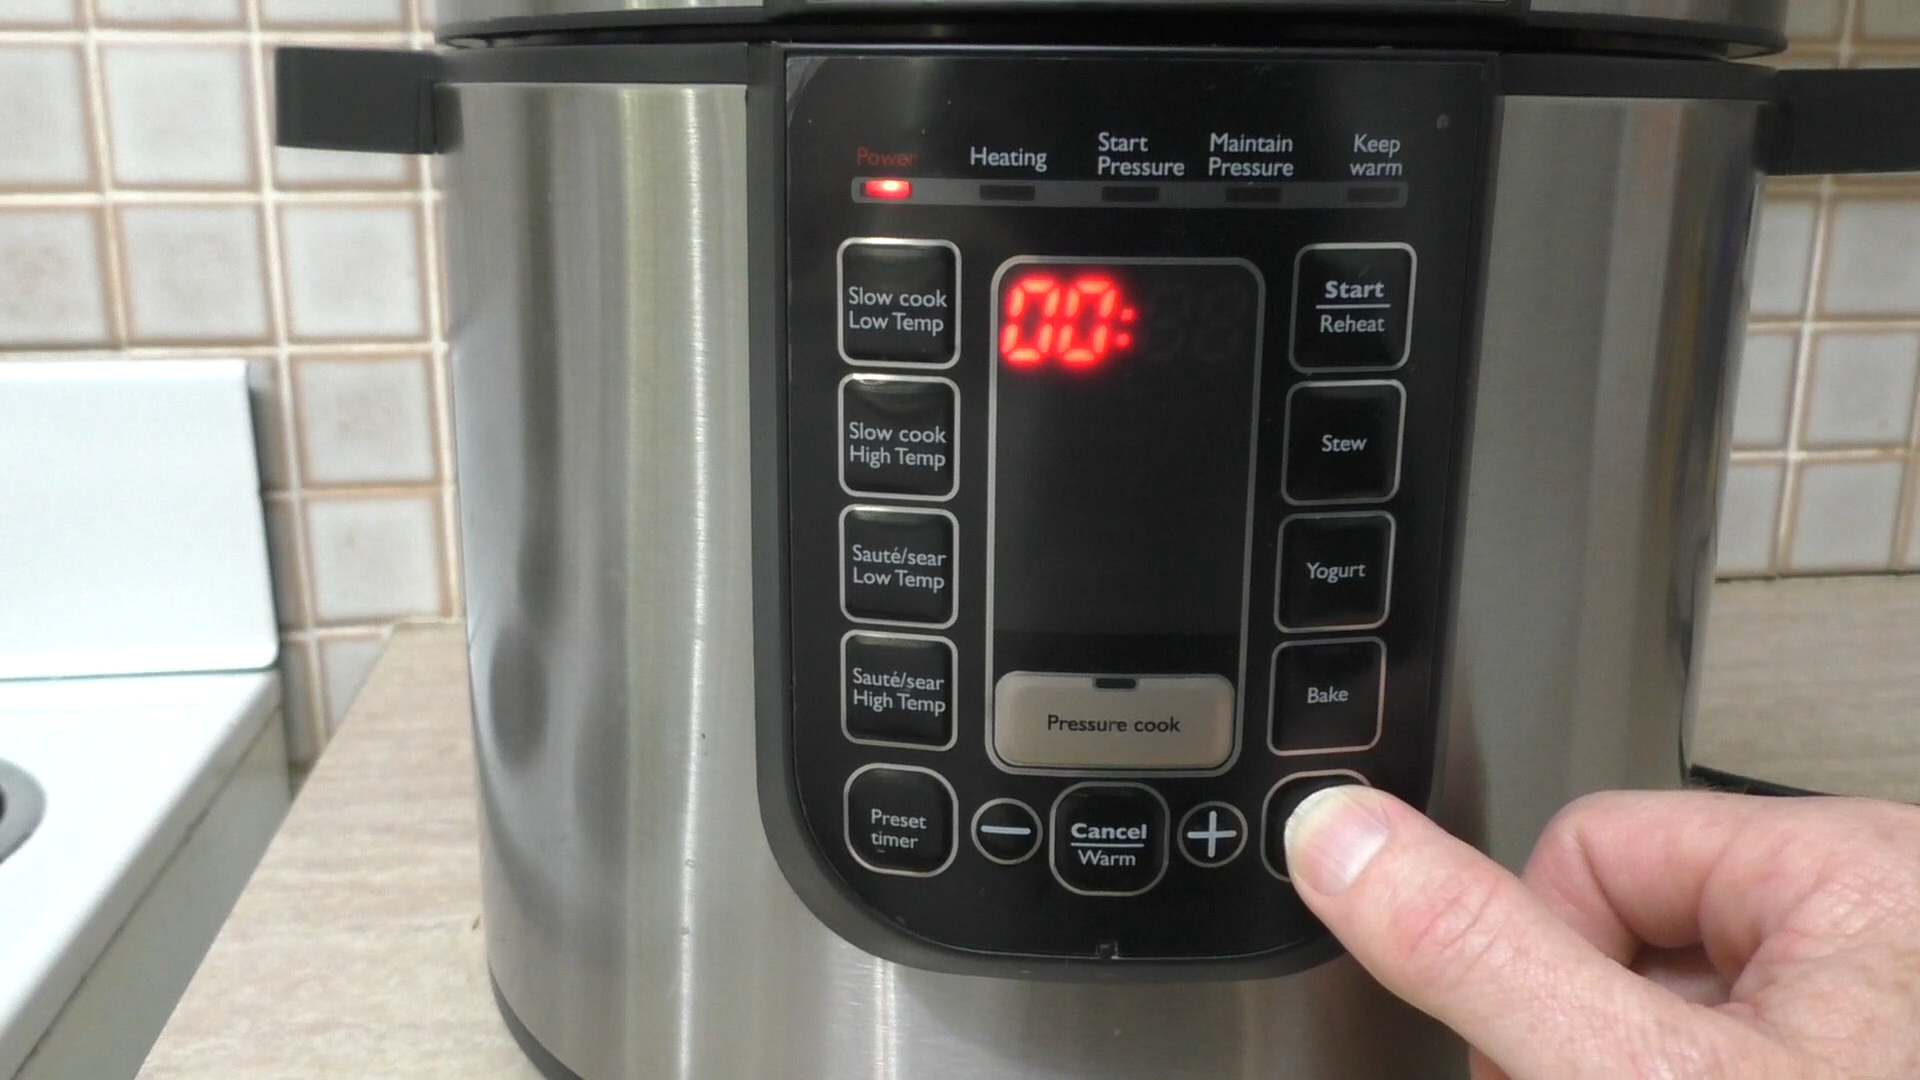 Power
Heating
Start
Pressure
Maintain
Pressure
Keep
warm
00:
Slow cook
Low Temp
Start
Reheat
Slow cook
High Temp
Stew
Sauté/sear
Low Temp
Yogurt
Sauté/sear
High Temp
Bake
Pressure cook
Preset
timer
−
Cancel
Warm
+